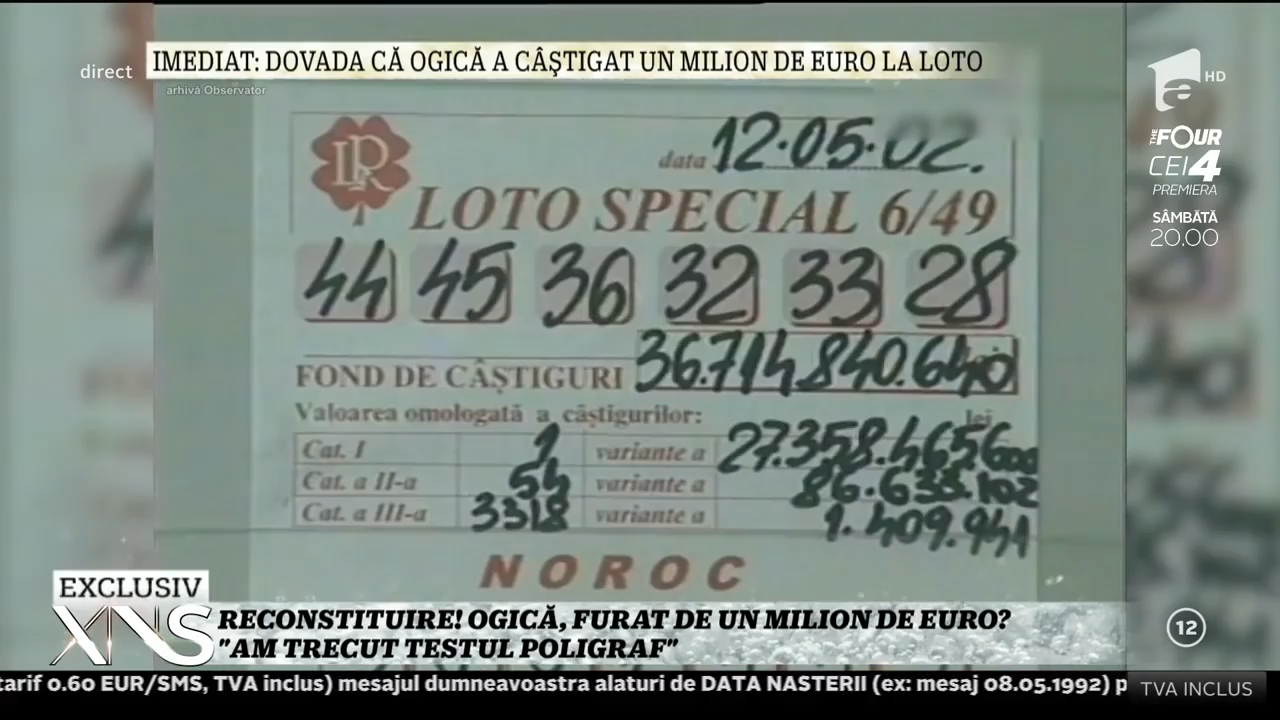 direct
IMEDIAT: DOVADA CĂ OGICĂ A CÂŞTIGAT UN MILION DE EURO LA LOTO
arhivă Observator
a HD
THE FOUR
CEI 4
PREMIERA
SÂMBĂTĂ
20.00
LR
data 12.05.02.
LOTO SPECIAL 6/49
44 45 36 32 33 28
FOND DE CÂŞTIGURI 36.714.840.640
Valoarea omologată a câştigurilor: lei
Cat. I 1 variante a 27.358.465.600
Cat. a II-a 54 variante a 86.635.102
Cat. a III-a 3318 variante a 1.409.941
NOROC
EXCLUSIV
XNS
RECONSTITUIRE! OGICĂ, FURAT DE UN MILION DE EURO?
"AM TRECUT TESTUL POLIGRAF"
12
tarif 0.60 EUR/SMS, TVA inclus) mesajul dumneavoastra alaturi de DATA NASTERII (ex: mesaj 08.05.1992) p
TVA INCLUS